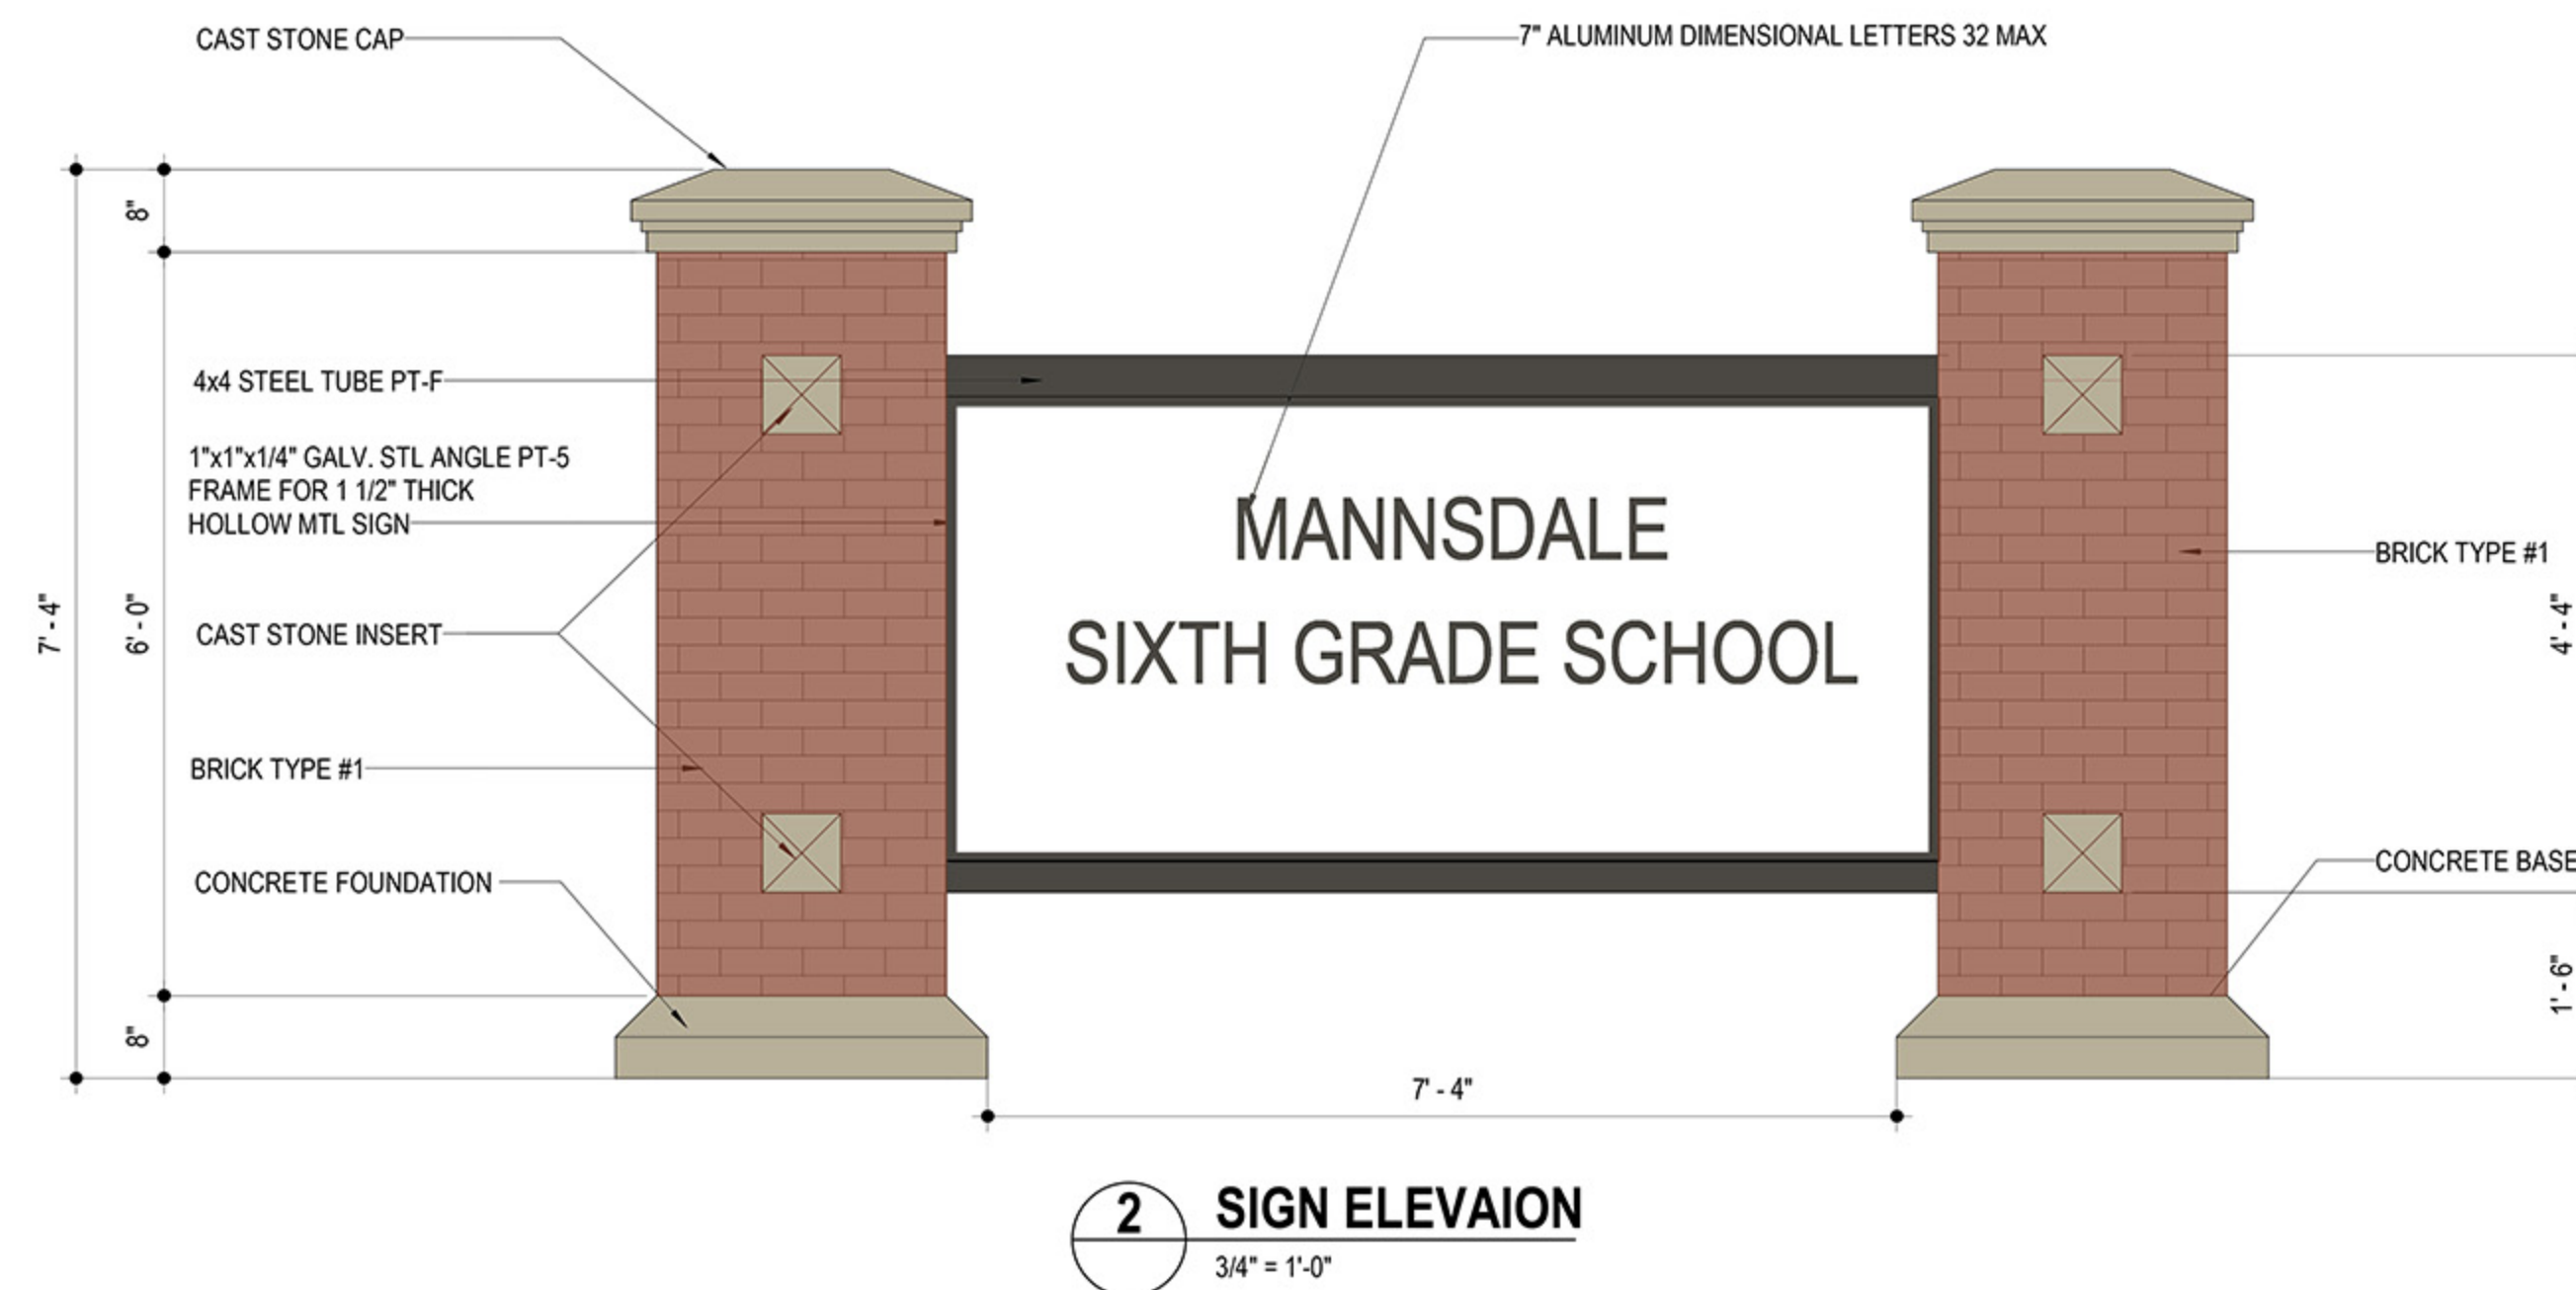 CAST STONE CAP
7" ALUMINUM DIMENSIONAL LETTERS 32 MAX
8"
4x4 STEEL TUBE PT-F
1"x1"x1/4" GALV. STL ANGLE PT-5
FRAME FOR 1 1/2" THICK
HOLLOW MTL SIGN
MANNSDALE
SIXTH GRADE SCHOOL
BRICK TYPE #1
7' - 4"
6' - 0"
4' - 4"
CAST STONE INSERT
BRICK TYPE #1
CONCRETE BASE
CONCRETE FOUNDATION
1' - 6"
8"
7' - 4"
2
SIGN ELEVAION
3/4" = 1'-0"